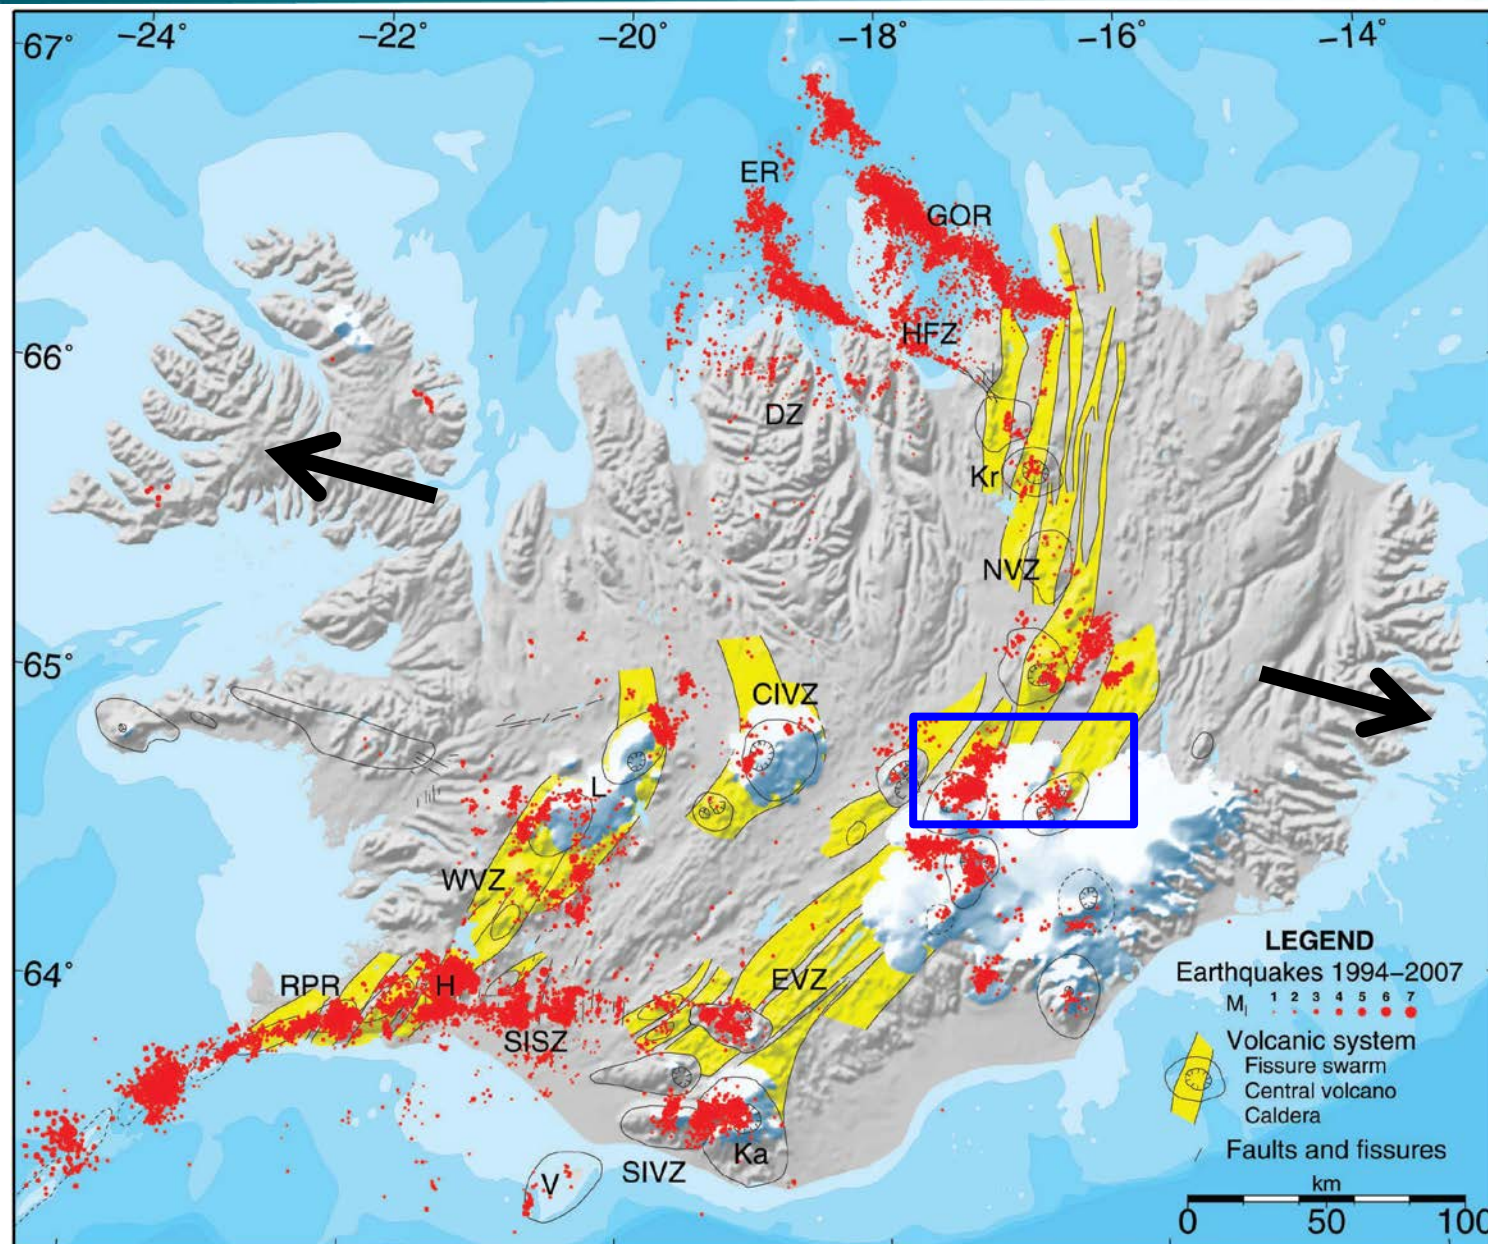 −24° −22° −20° −18° −16° −14°
67°
ER
GOR
66°
HFZ
DZ
Kr
NVZ
65°
CIVZ
L
WVZ
LEGEND
Earthquakes 1994–2007
Ml 1 2 3 4 5 6 7
64°
RPR
H
EVZ
SISZ
Volcanic system
Fissure swarm
Central volcano
Caldera
Faults and fissures
V
SIVZ
Ka
km
0 50 100